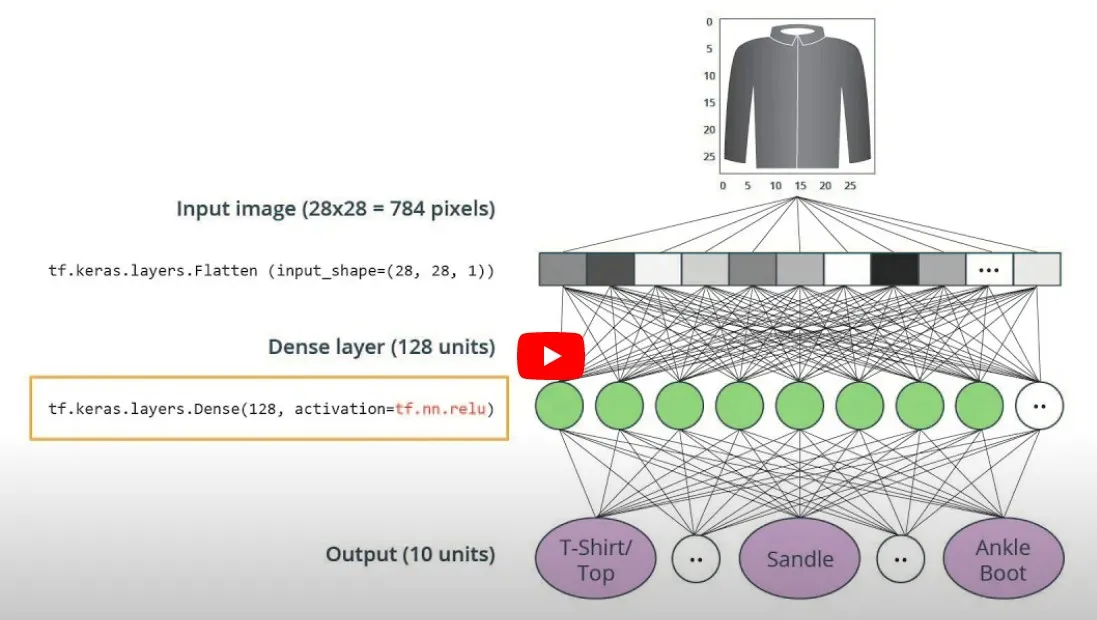 0
5
10
15
20
25
0 5 10 15 20 25
Input image (28x28 = 784 pixels)
tf.keras.layers.Flatten (input_shape=(28, 28, 1))
...
Dense layer (128 units)
tf.keras.layers.Dense(128, activation=tf.nn.relu)
..
Output (10 units)
T-Shirt/
Top
..
Sandle
..
Ankle
Boot